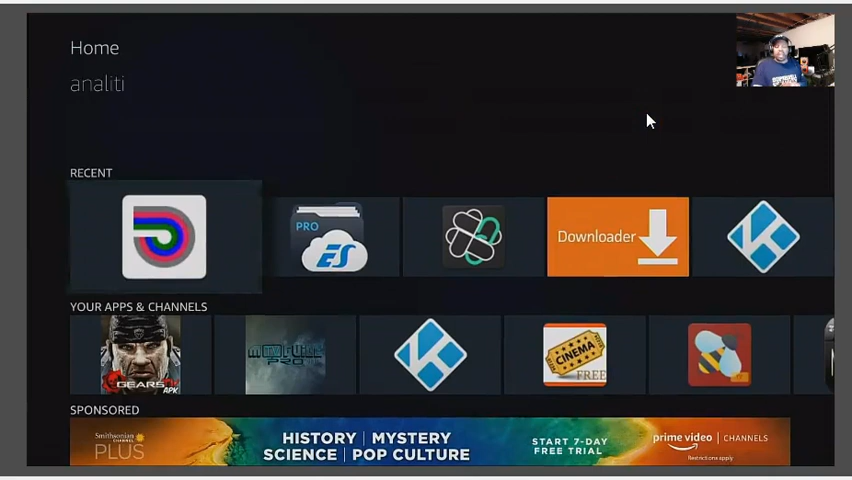 Home
analiti
RECENT
PRO
ES
Downloader
YOUR APPS & CHANNELS
GEARS
APK
CINEMA
FREE
SPONSORED
Smithsonian
CHANNEL
PLUS
HISTORY | MYSTERY
SCIENCE | POP CULTURE
START 7-DAY
FREE TRIAL
prime video | CHANNELS
Restrictions apply